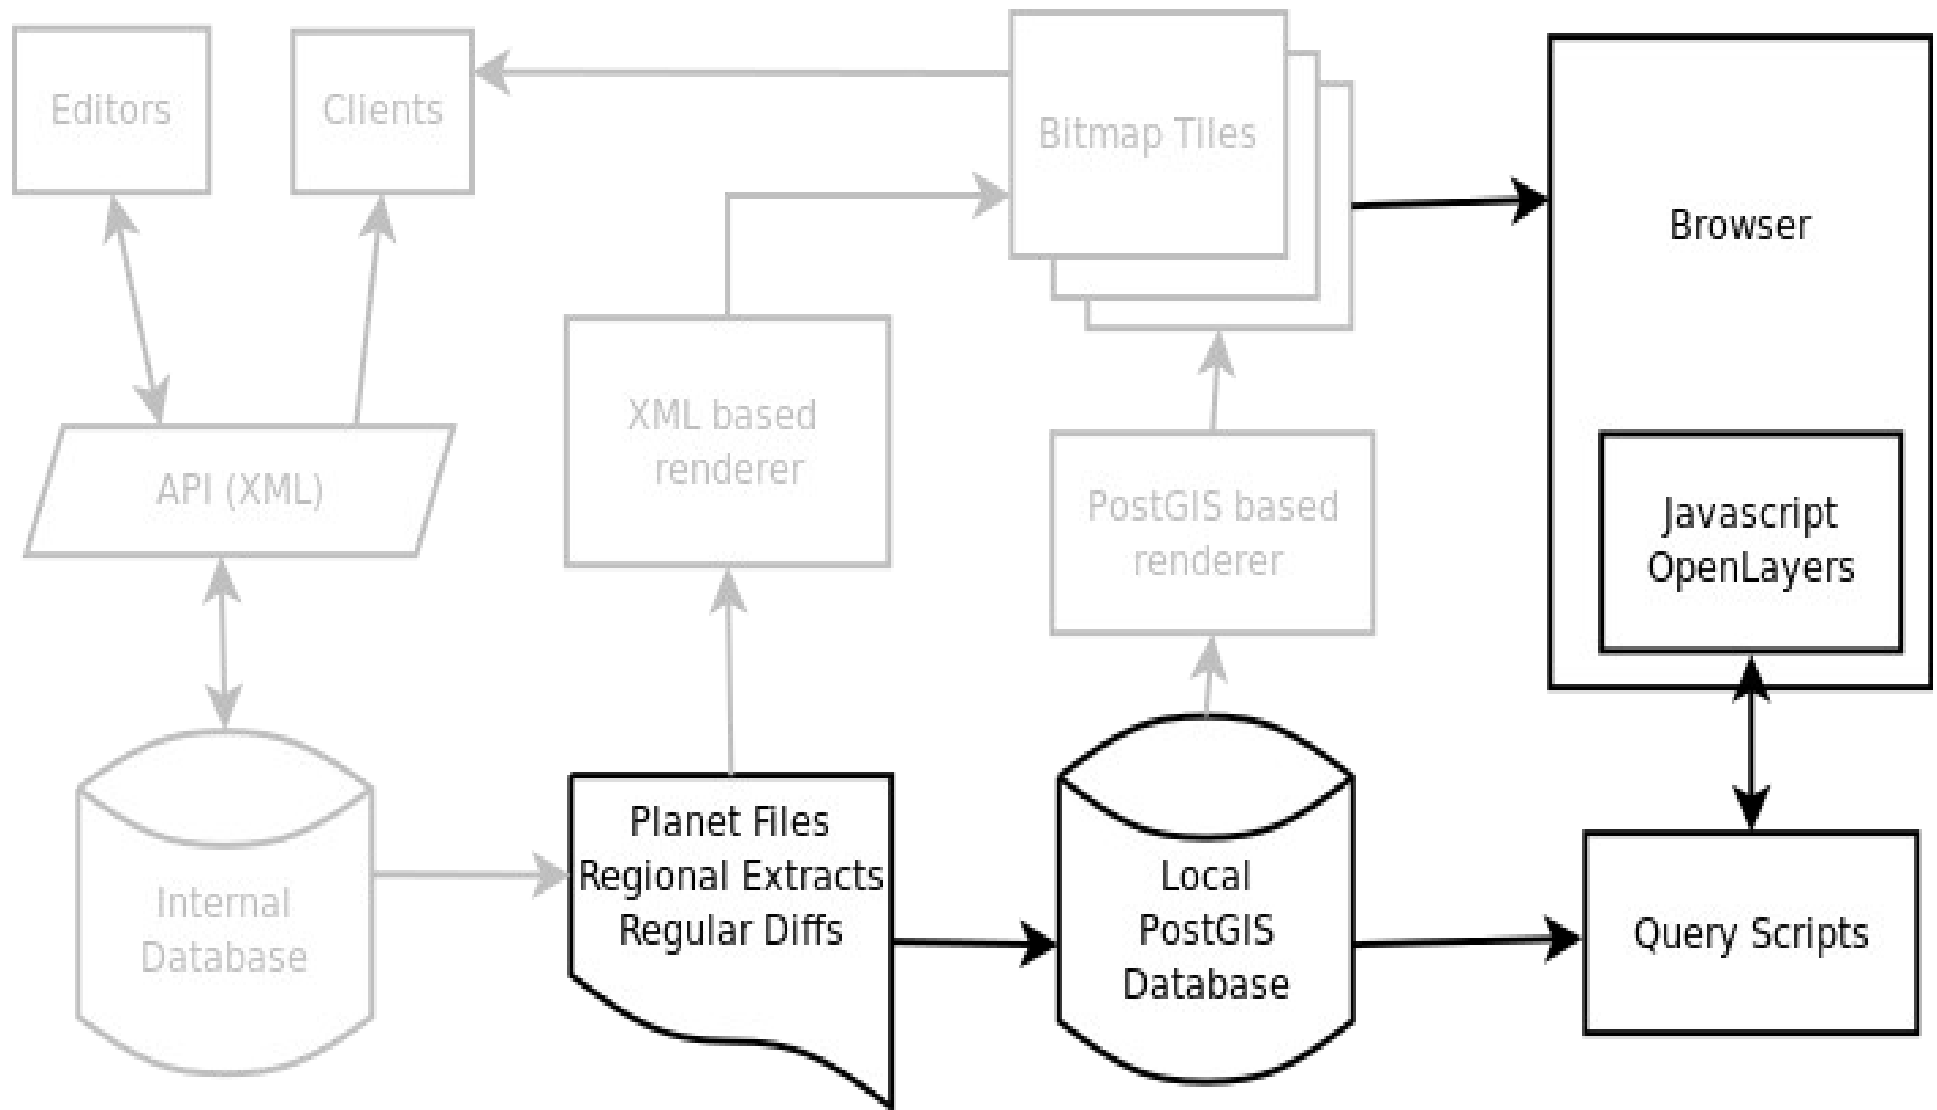 Editors
Clients
Bitmap Tiles
Browser
XML based
renderer
API (XML)
PostGIS based
renderer
Javascript
OpenLayers
Planet Files
Regional Extracts
Regular Diffs
Internal
Database
Local
PostGIS
Database
Query Scripts